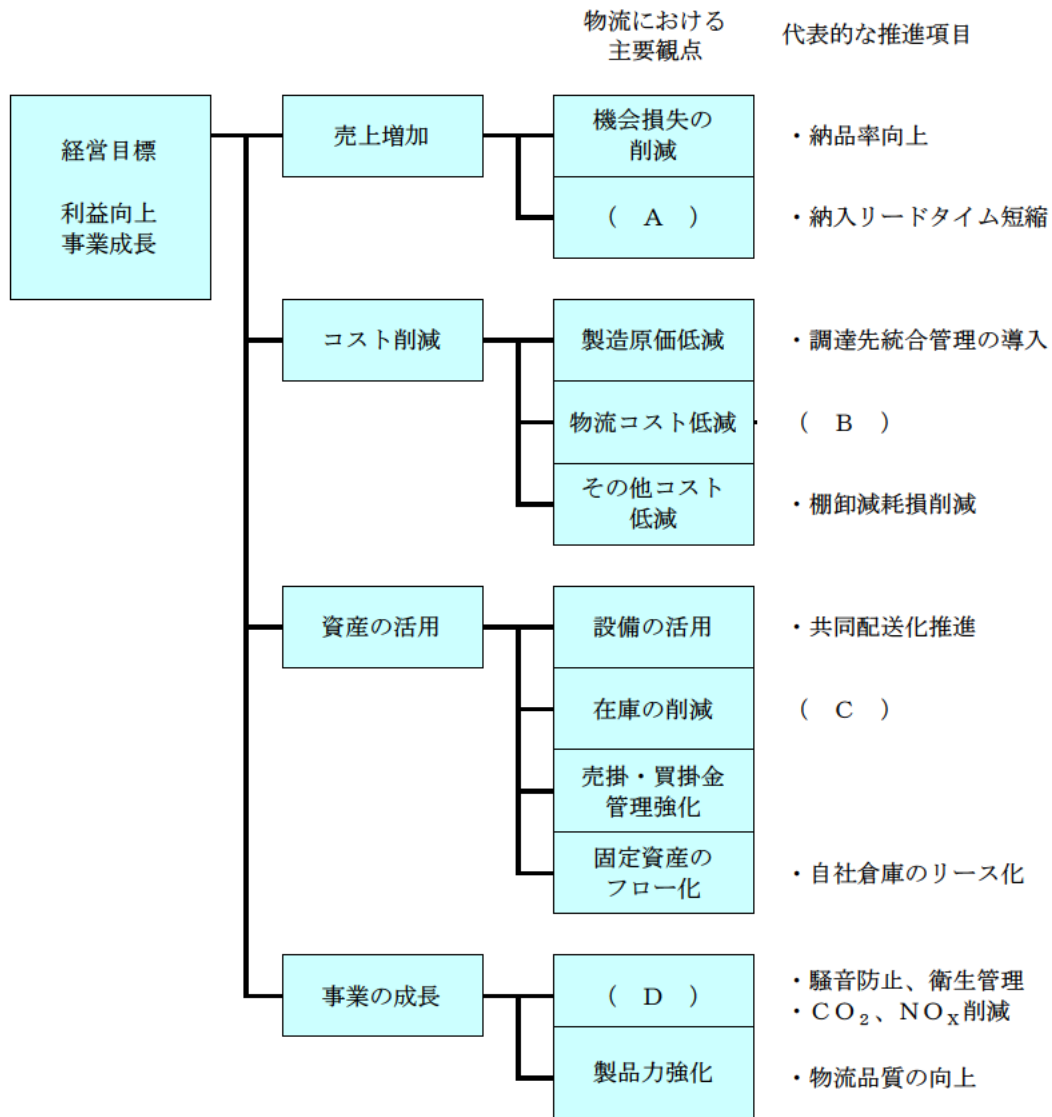 物流における
主要観点
代表的な推進項目
経営目標
利益向上
事業成長
売上増加
機会損失の
削減
・納品率向上
( A )
・納入リードタイム短縮
コスト削減
製造原価低減
・調達先統合管理の導入
物流コスト低減
( B )
その他コスト
低減
・棚卸減耗損削減
資産の活用
設備の活用
・共同配送化推進
在庫の削減
( C )
売掛・買掛金
管理強化
固定資産の
フロー化
・自社倉庫のリース化
事業の成長
( D )
・騒音防止、衛生管理
・CO₂、NOx削減
製品力強化
・物流品質の向上